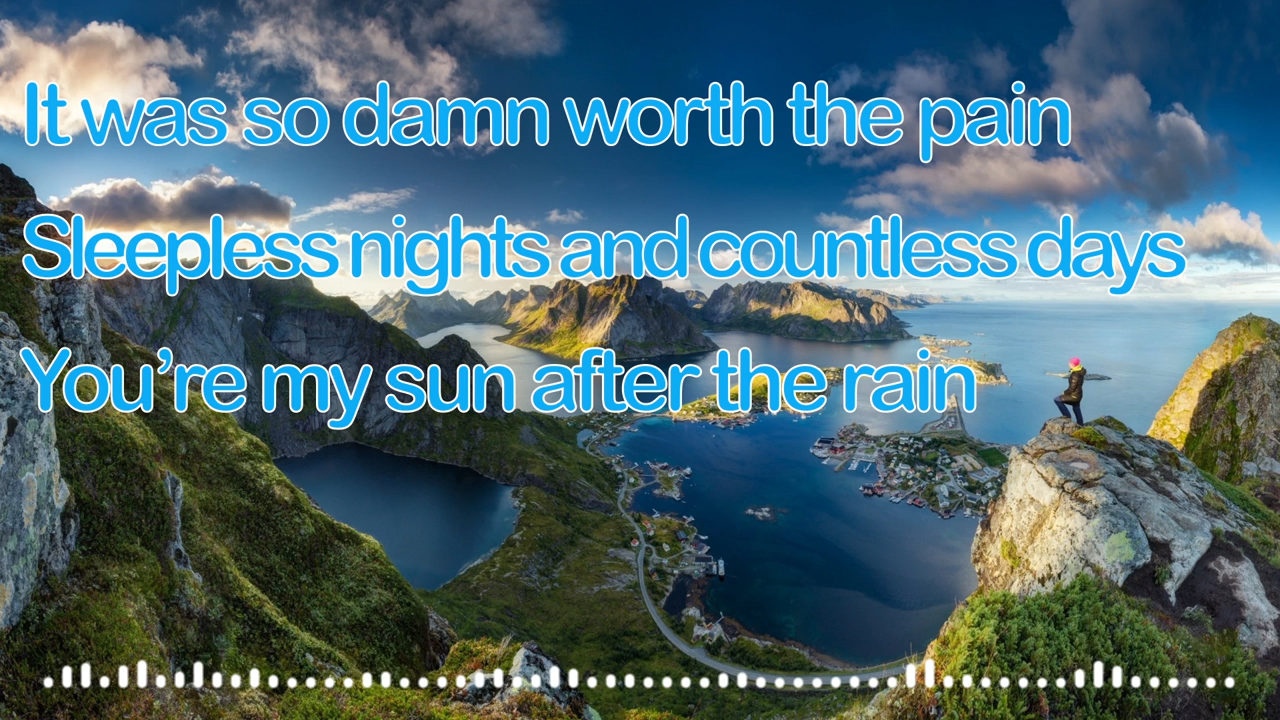 It was so damn worth the pain
Sleepless nights and countless days
You’re my sun after the rain